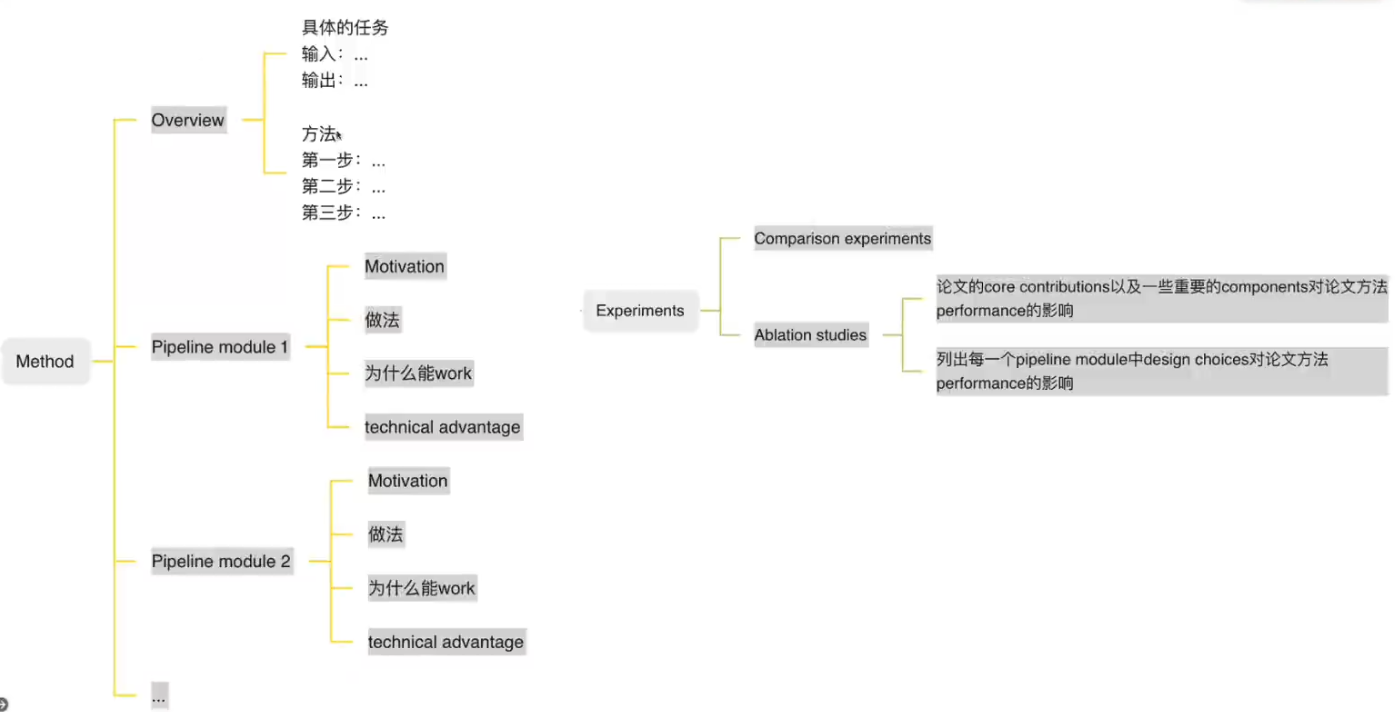 具体的任务
输入：...
输出：...
Overview
方法
第一步：...
第二步：...
第三步：...
Motivation
做法
Pipeline module 1
为什么能work
technical advantage
Method
Motivation
做法
Pipeline module 2
为什么能work
technical advantage
...
Comparison experiments
Experiments
论文的core contributions以及一些重要的components对论文方法
performance的影响
Ablation studies
列出每一个pipeline module中design choices对论文方法
performance的影响